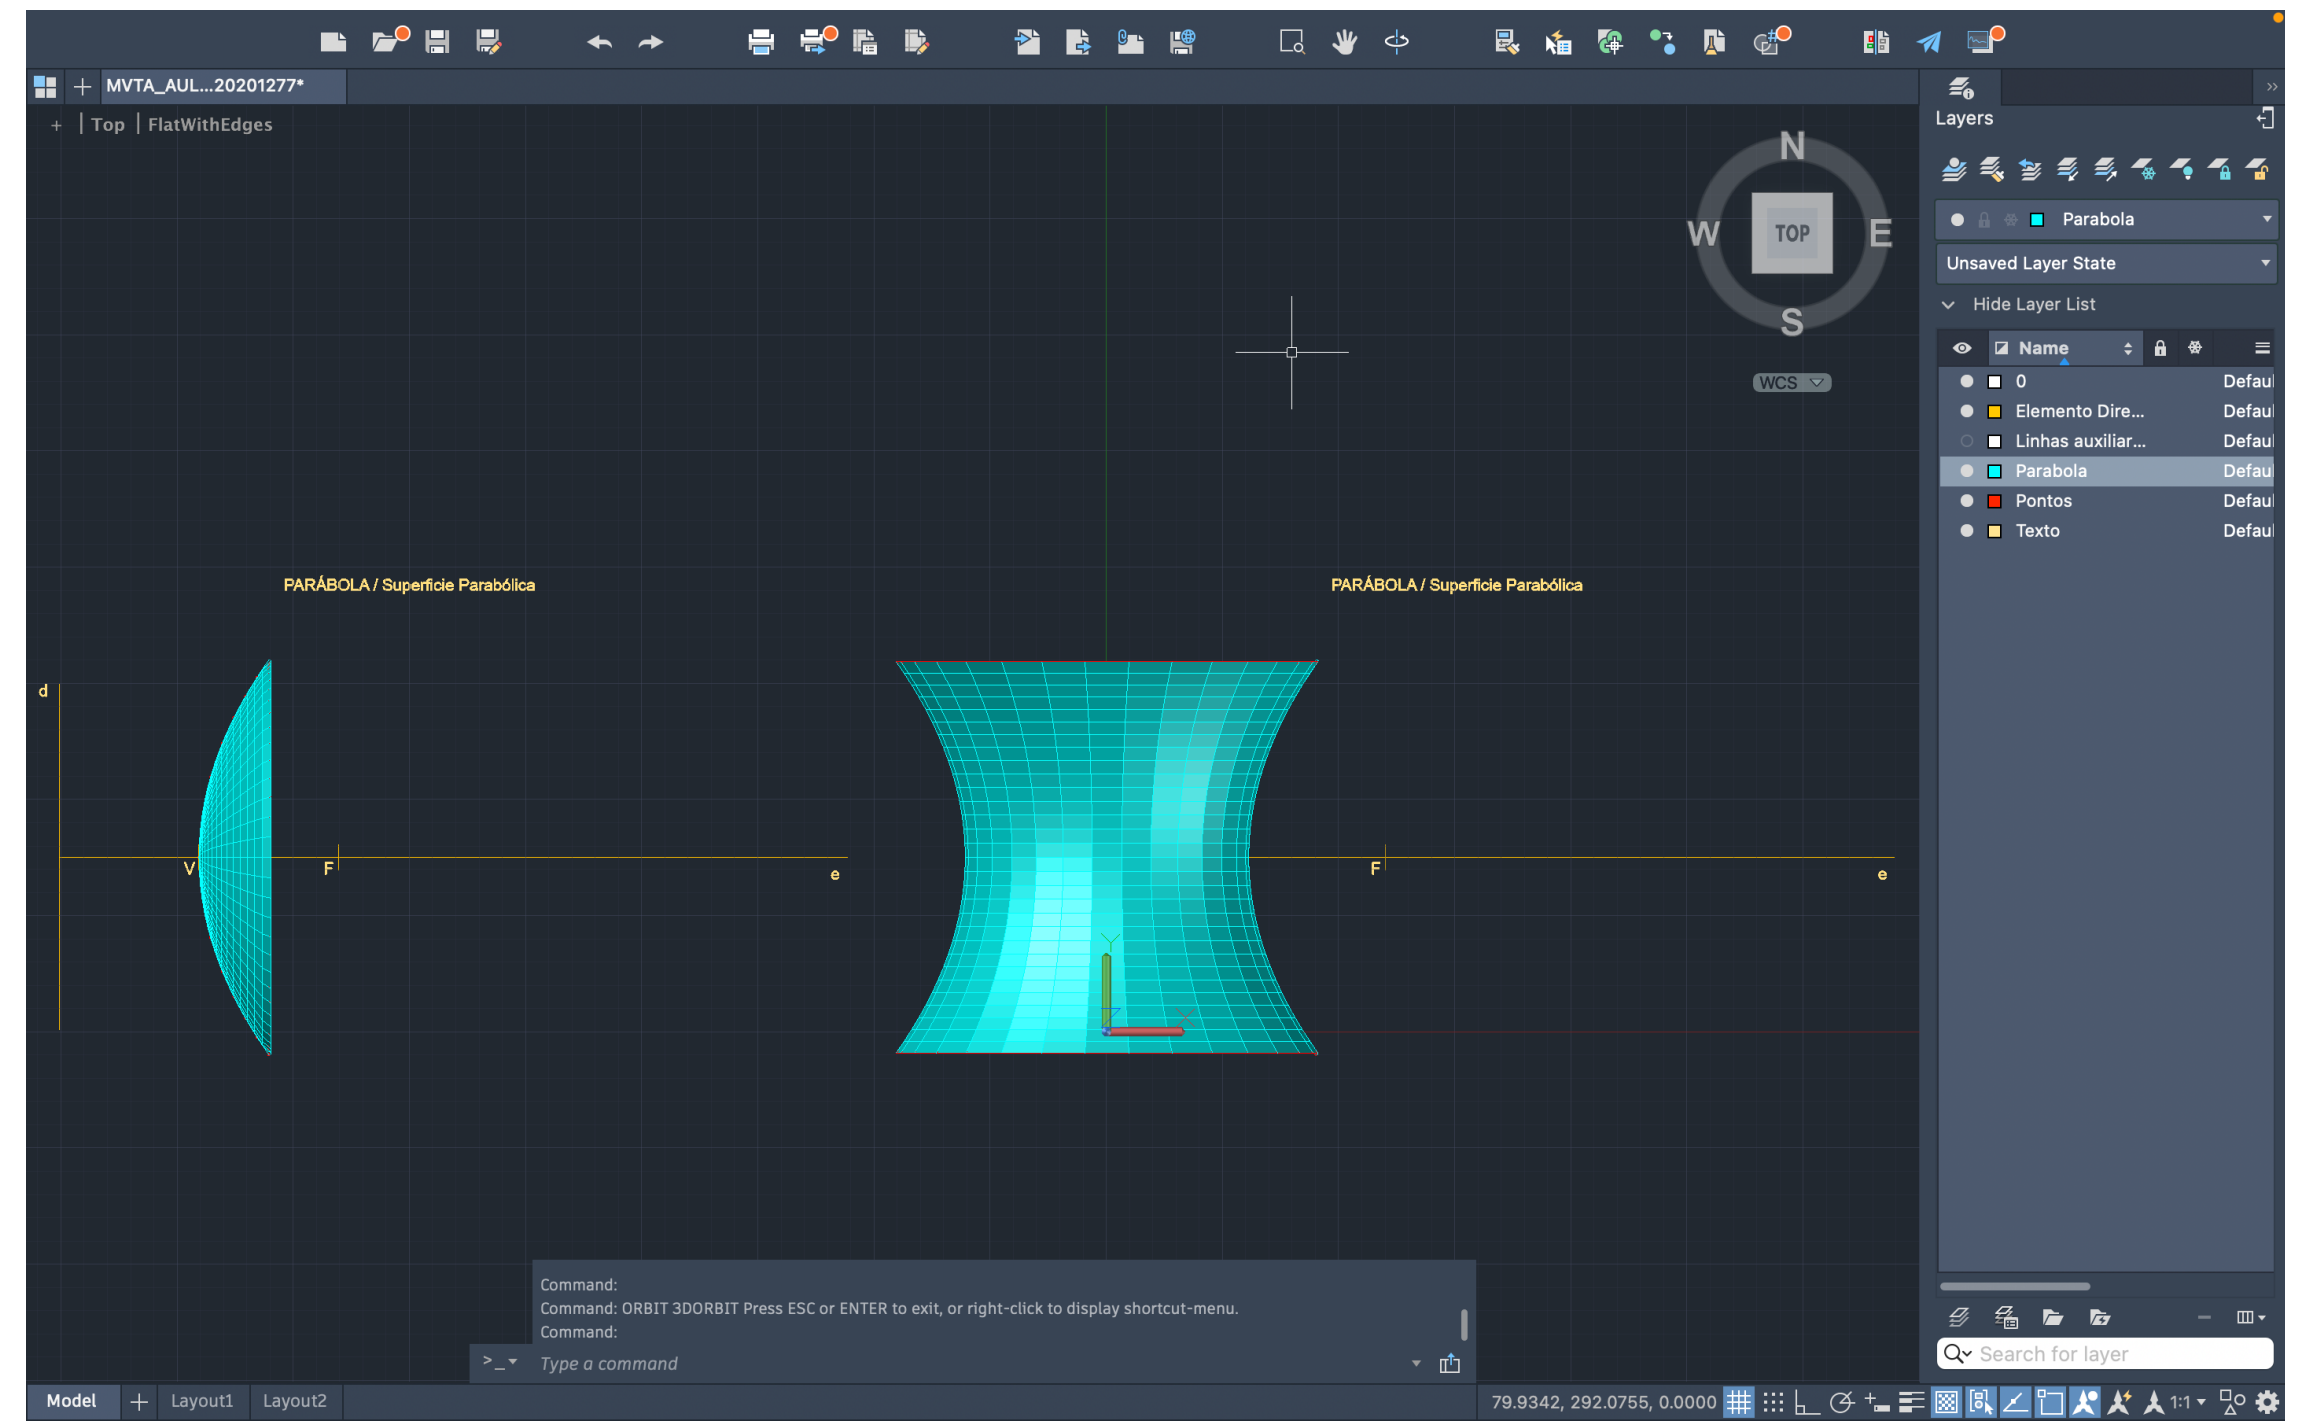 MVTA_AUL...20201277*
+ | Top | FlatWithEdges
N
W
TOP
E
S
WCS
PARÁBOLA / Superficie Parabólica
PARÁBOLA / Superficie Parabólica
d
V
F
e
F
e
Y
Z
X
Layers
Parabola
Unsaved Layer State
Hide Layer List
Name
0 Defaul
Elemento Dire... Defaul
Linhas auxiliar... Defaul
Parabola Defaul
Pontos Defaul
Texto Defaul
Search for layer
Command:
Command: ORBIT 3DORBIT Press ESC or ENTER to exit, or right-click to display shortcut-menu.
Command:
>_ Type a command
Model
Layout1
Layout2
79.9342, 292.0755, 0.0000
1:1